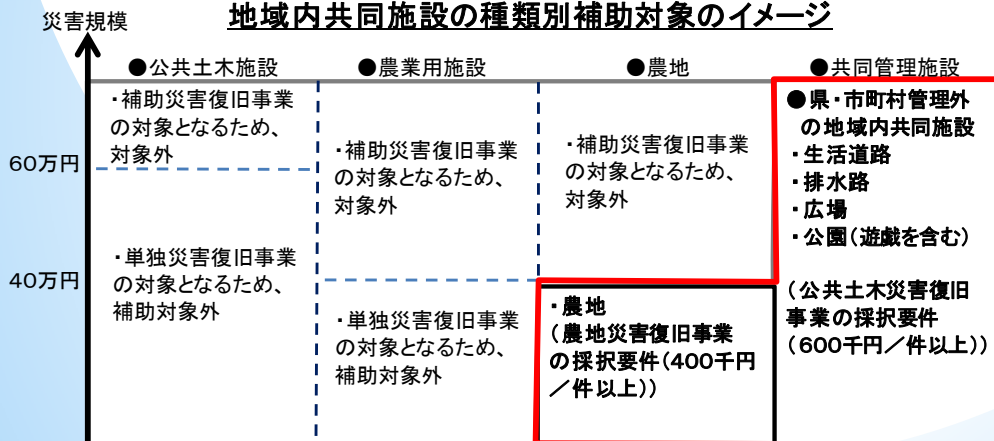 地域内共同施設の種類別補助対象のイメージ
災害規模
●公共土木施設
●農業用施設
●農地
●共同管理施設
・補助災害復旧事業
の対象となるため、
対象外
60万円
・単独災害復旧事業
の対象となるため、
補助対象外
40万円
・補助災害復旧事業
の対象となるため、
対象外
・単独災害復旧事業
の対象となるため、
補助対象外
・補助災害復旧事業
の対象となるため、
対象外
・農地
（農地災害復旧事業
の採択要件（400千円
／件以上））
●県・市町村管理外
の地域内共同施設
・生活道路
・排水路
・広場
・公園（遊戯を含む）
（公共土木災害復旧
事業の採択要件
（600千円／件以上））